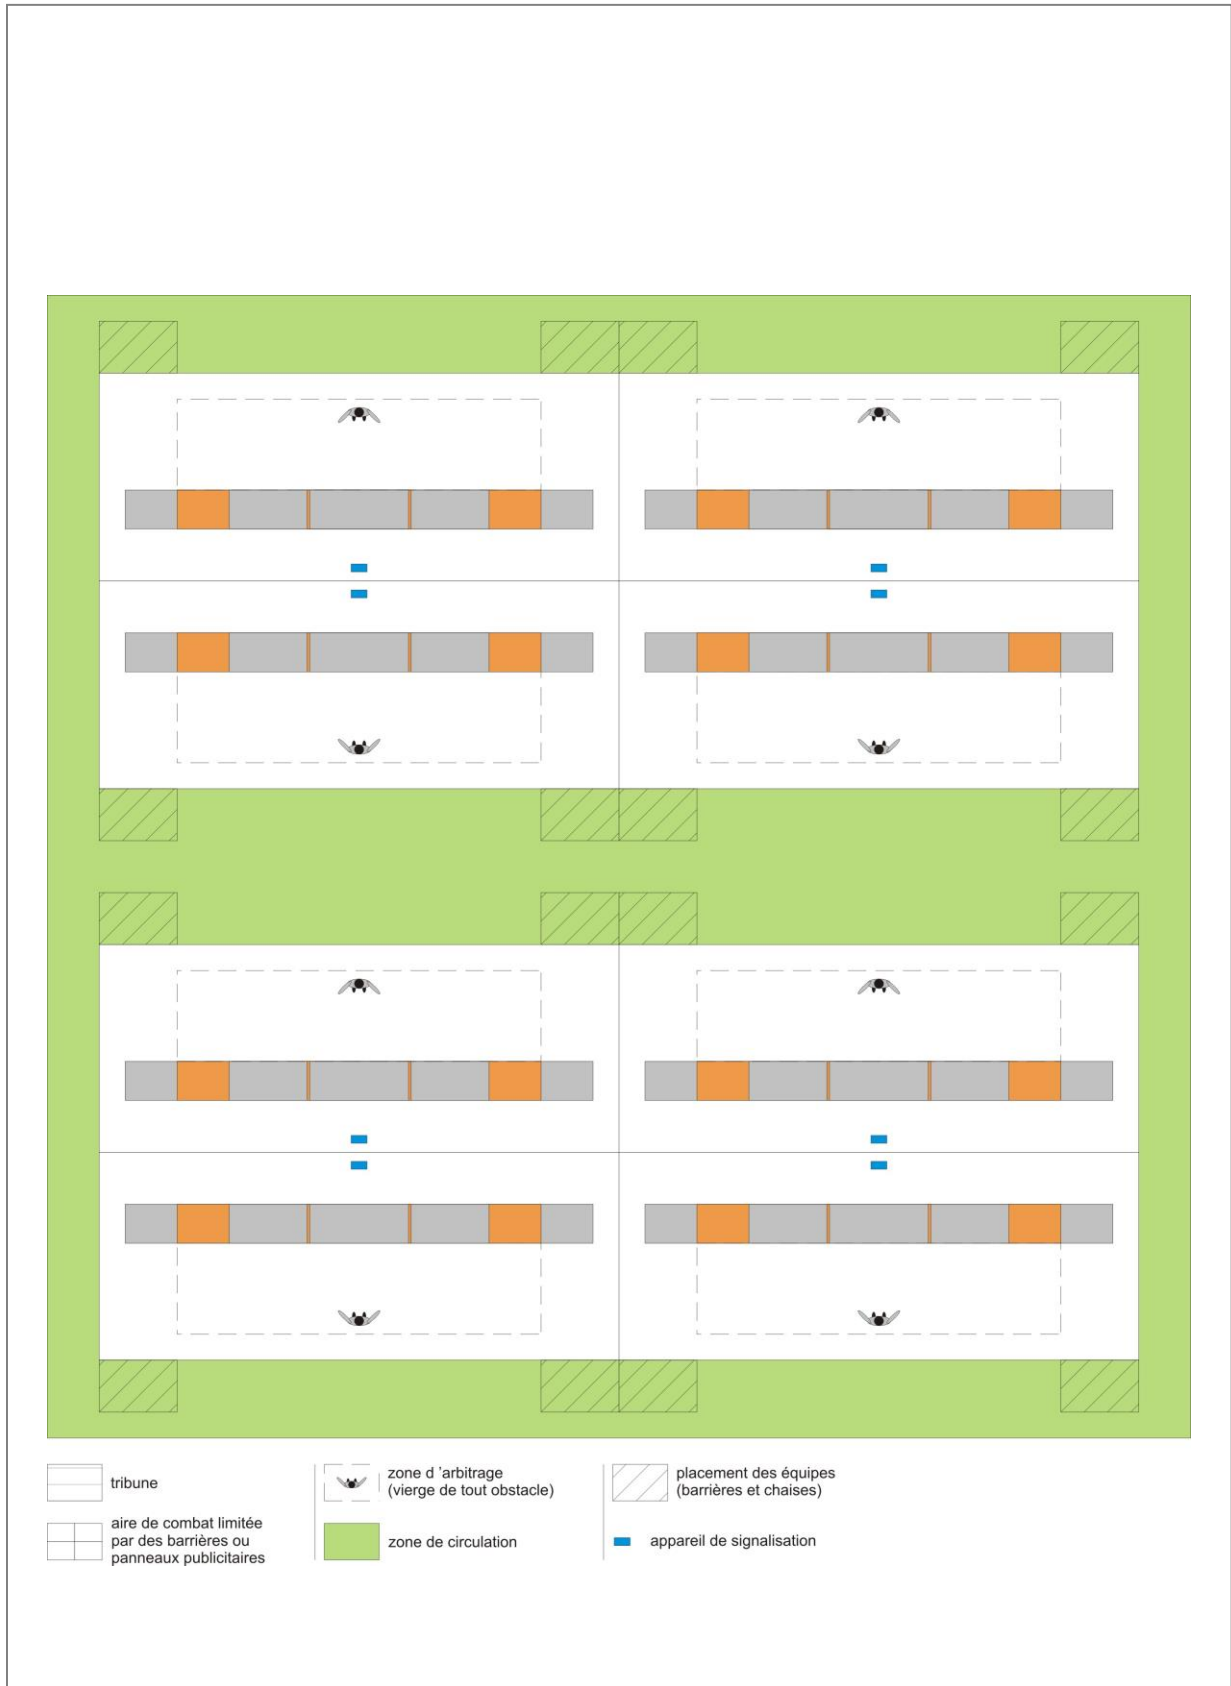 tribune
aire de combat limitée
par des barrières ou
panneaux publicitaires
zone d 'arbitrage
(vierge de tout obstacle)
zone de circulation
placement des équipes
(barrières et chaises)
appareil de signalisation